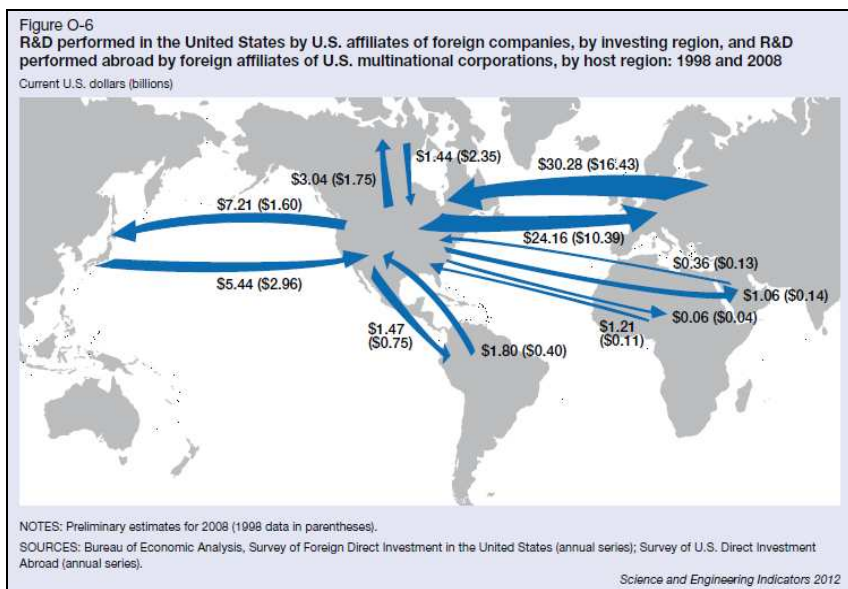 Figure O-6
R&D performed in the United States by U.S. affiliates of foreign companies, by investing region, and R&D
performed abroad by foreign affiliates of U.S. multinational corporations, by host region: 1998 and 2008
Current U.S. dollars (billions)
$1.44 ($2.35)
$30.28 ($16.43)
$3.04 ($1.75)
$7.21 ($1.60)
$24.16 ($10.39)
$0.36 ($0.13)
$5.44 ($2.96)
$1.06 ($0.14)
$0.06 ($0.04)
$1.21
($0.11)
$1.47
($0.75)
$1.80 ($0.40)
NOTES: Preliminary estimates for 2008 (1998 data in parentheses).
SOURCES: Bureau of Economic Analysis, Survey of Foreign Direct Investment in the United States (annual series); Survey of U.S. Direct Investment
Abroad (annual series).
Science and Engineering Indicators 2012